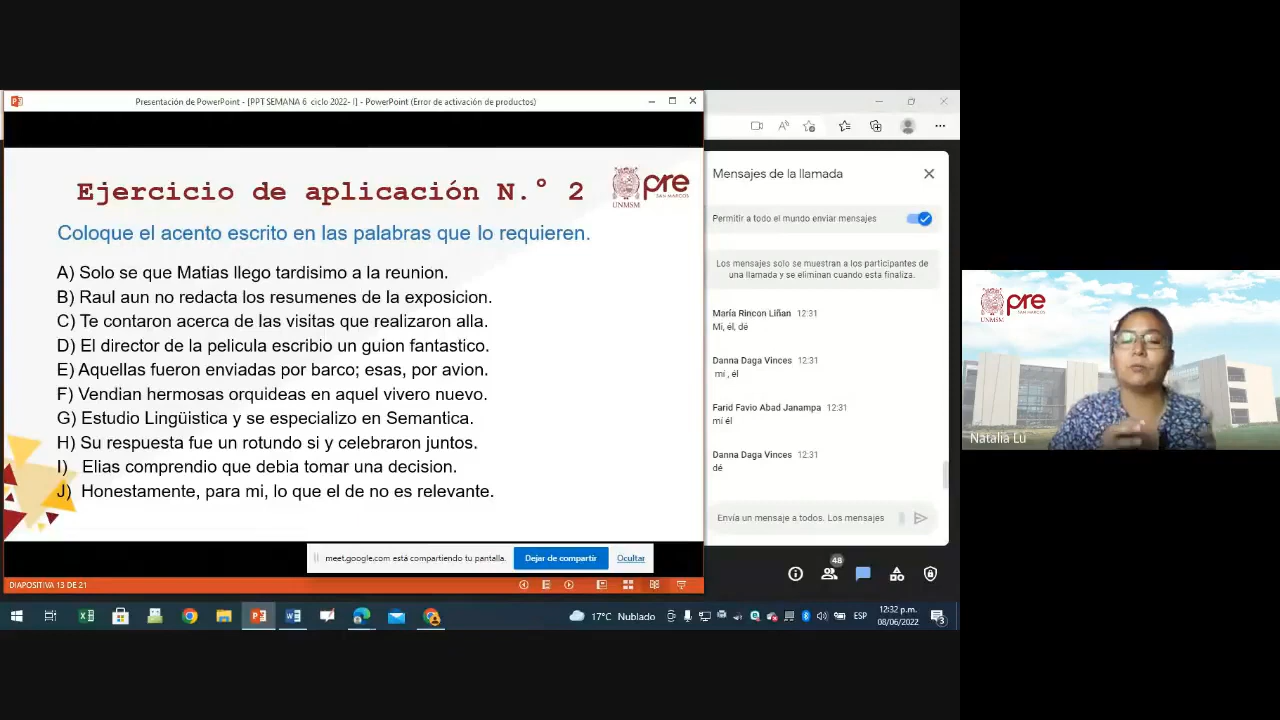 Presentación de PowerPoint - [PPT SEMANA 6 ciclo 2022- I] - PowerPoint (Error de activación de productos)
Ejercicio de aplicación N.° 2
UNMSM
pre
SAN MARCOS
Coloque el acento escrito en las palabras que lo requieren.
A) Solo se que Matias llego tardisimo a la reunion.
B) Raul aun no redacta los resumenes de la exposicion.
C) Te contaron acerca de las visitas que realizaron alla.
D) El director de la pelicula escribio un guion fantastico.
E) Aquellas fueron enviadas por barco; esas, por avion.
F) Vendian hermosas orquideas en aquel vivero nuevo.
G) Estudio Lingüistica y se especializo en Semantica.
H) Su respuesta fue un rotundo si y celebraron juntos.
I) Elias comprendio que debia tomar una decision.
J) Honestamente, para mi, lo que el de no es relevante.
meet.google.com está compartiendo tu pantalla.
Dejar de compartir
Ocultar
DIAPOSITIVA 13 DE 21
Mensajes de la llamada
Permitir a todo el mundo enviar mensajes
Los mensajes solo se muestran a los participantes de
una llamada y se eliminan cuando esta finaliza.
María Rincon Liñan 12:31
Mí, él, dé
Danna Daga Vinces 12:31
mí , él
Farid Favio Abad Janampa 12:31
mí él
Danna Daga Vinces 12:31
dé
Envía un mensaje a todos. Los mensajes
48
17°C Nublado
ESP
12:32 p.m.
08/06/2022
3
UNMSM
pre
SAN MARCOS
Natalia Lu